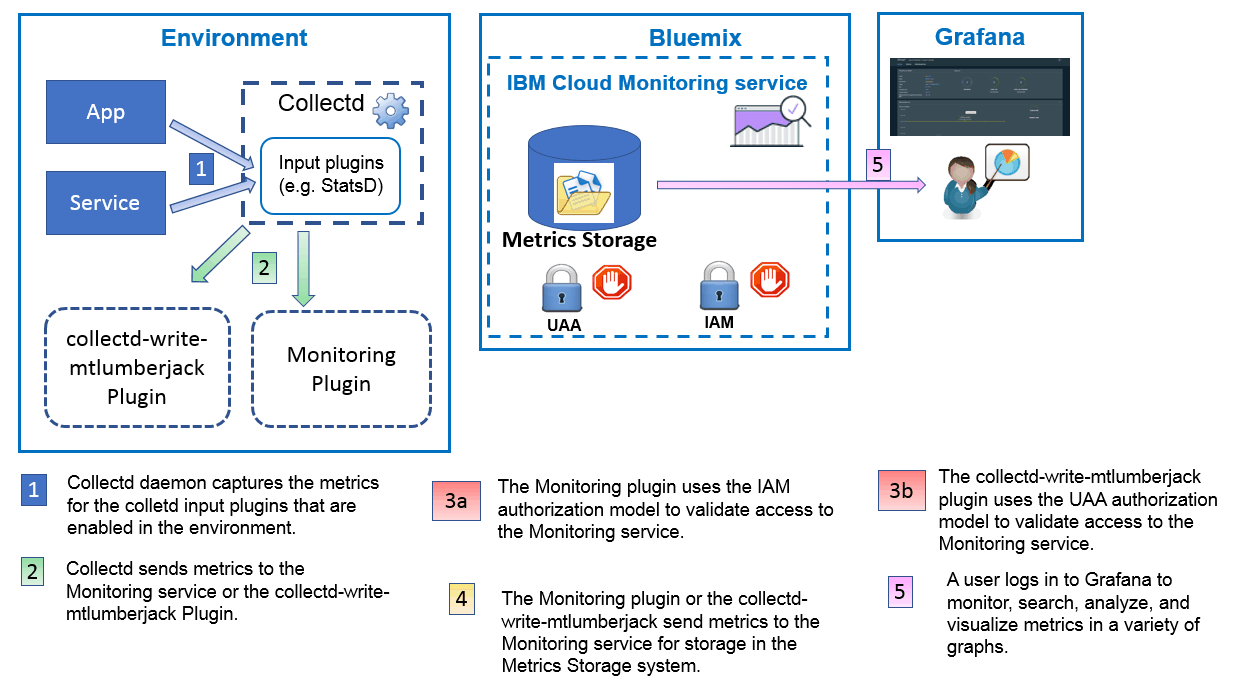 Environment
App
Service
Collectd
Input plugins
(e.g. StatsD)
1
2
collectd-write-
mtlumberjack
Plugin
Monitoring
Plugin
Bluemix
IBM Cloud Monitoring service
Metrics Storage
UAA
IAM
Grafana
5
1
Collectd daemon captures the metrics
for the colletd input plugins that are
enabled in the environment.
2
Collectd sends metrics to the
Monitoring service or the collectd-write-
mtlumberjack Plugin.
3a
The Monitoring plugin uses the IAM
authorization model to validate access to
the Monitoring service.
4
The Monitoring plugin or the collectd-
write-mtlumberjack send metrics to the
Monitoring service for storage in the
Metrics Storage system.
3b
The collectd-write-mtlumberjack
plugin uses the UAA authorization
model to validate access to the
Monitoring service.
5
A user logs in to Grafana to
monitor, search, analyze, and
visualize metrics in a variety of
graphs.